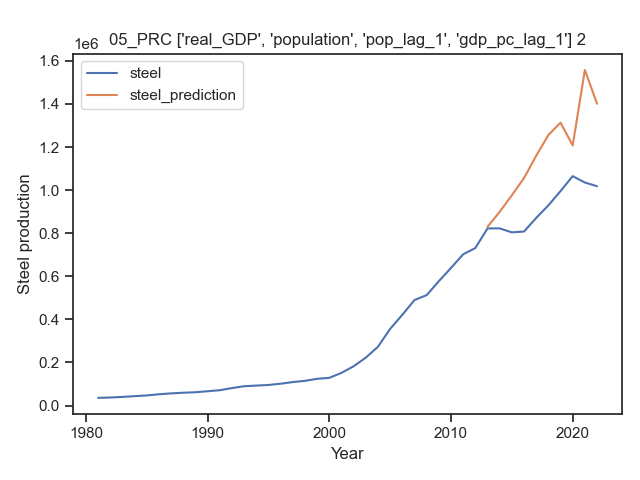 05_PRC ['real_GDP', 'population', 'pop_lag_1', 'gdp_pc_lag_1'] 2
1e6
steel
steel_prediction
1.6
1.4
1.2
1.0
0.8
0.6
0.4
0.2
0.0
Steel production
1980 1990 2000 2010 2020
Year